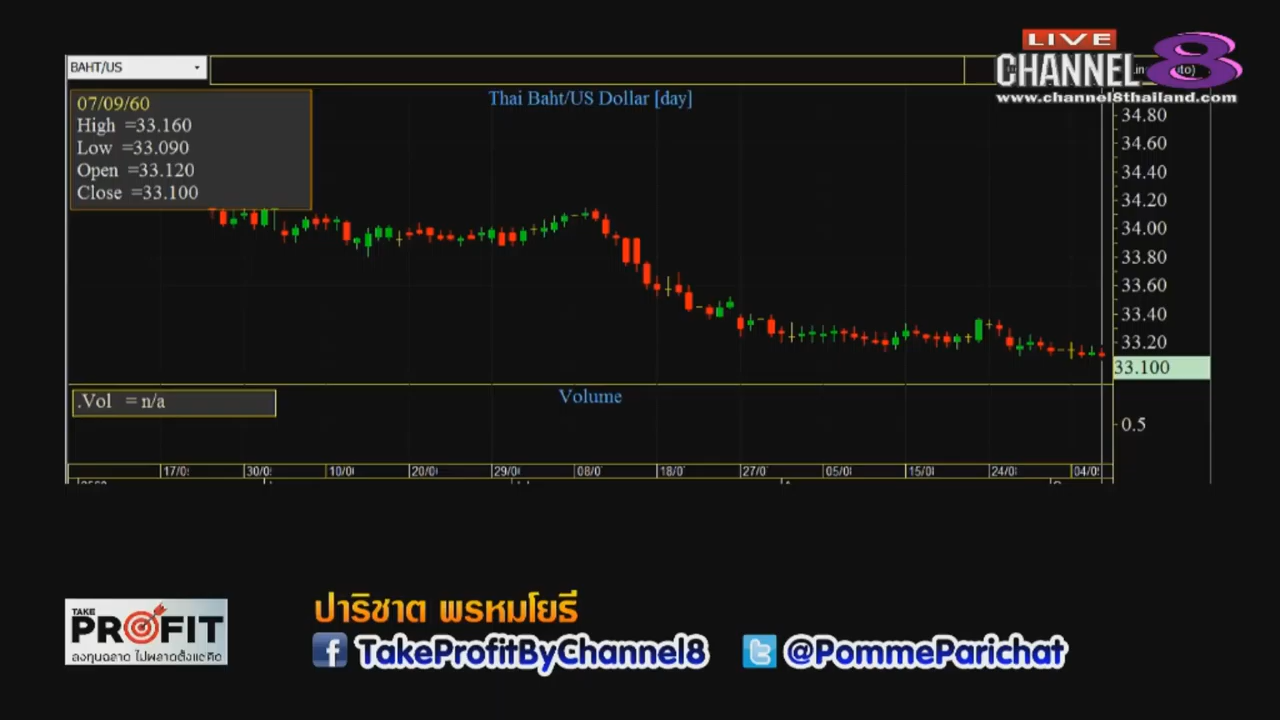 LIVE
CHANNEL 8
www.channel8thailand.com
BAHT/US
Thai Baht/US Dollar [day]
07/09/60
High =33.160
Low =33.090
Open =33.120
Close =33.100
34.80
34.60
34.40
34.20
34.00
33.80
33.60
33.40
33.20
33.100
.Vol = n/a
Volume
0.5
17/0 30/0 10/0 20/0 29/0 08/0 18/0 27/0 05/0 15/0 24/0 04/0
TAKE
PROFIT
ลงทุนฉลาด ไม่พลาดตั้งแต่คิด
ปาริชาต พรหมโยธี
TakeProfitByChannel8
@PommeParichat